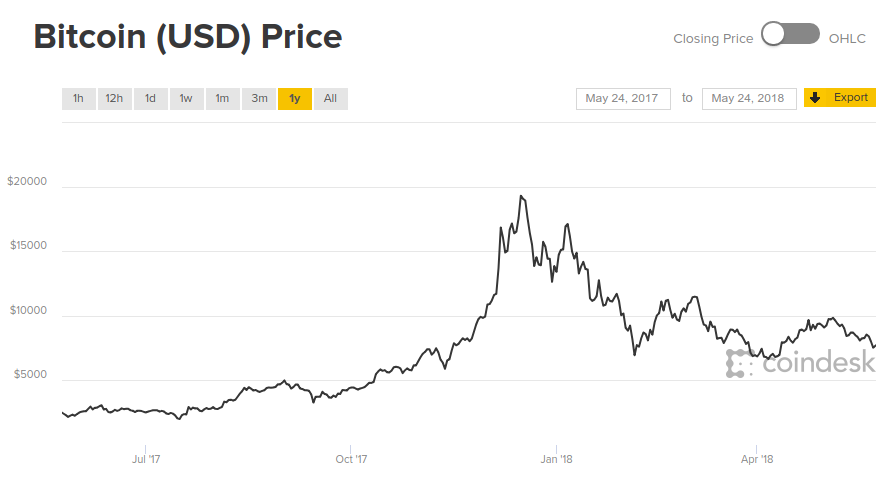 Bitcoin (USD) Price
Closing Price OHLC
1h 12h 1d 1w 1m 3m 1y All
May 24, 2017 to May 24, 2018 Export
$20000
$15000
$10000
$5000
coindesk
Jul '17 Oct '17 Jan '18 Apr '18